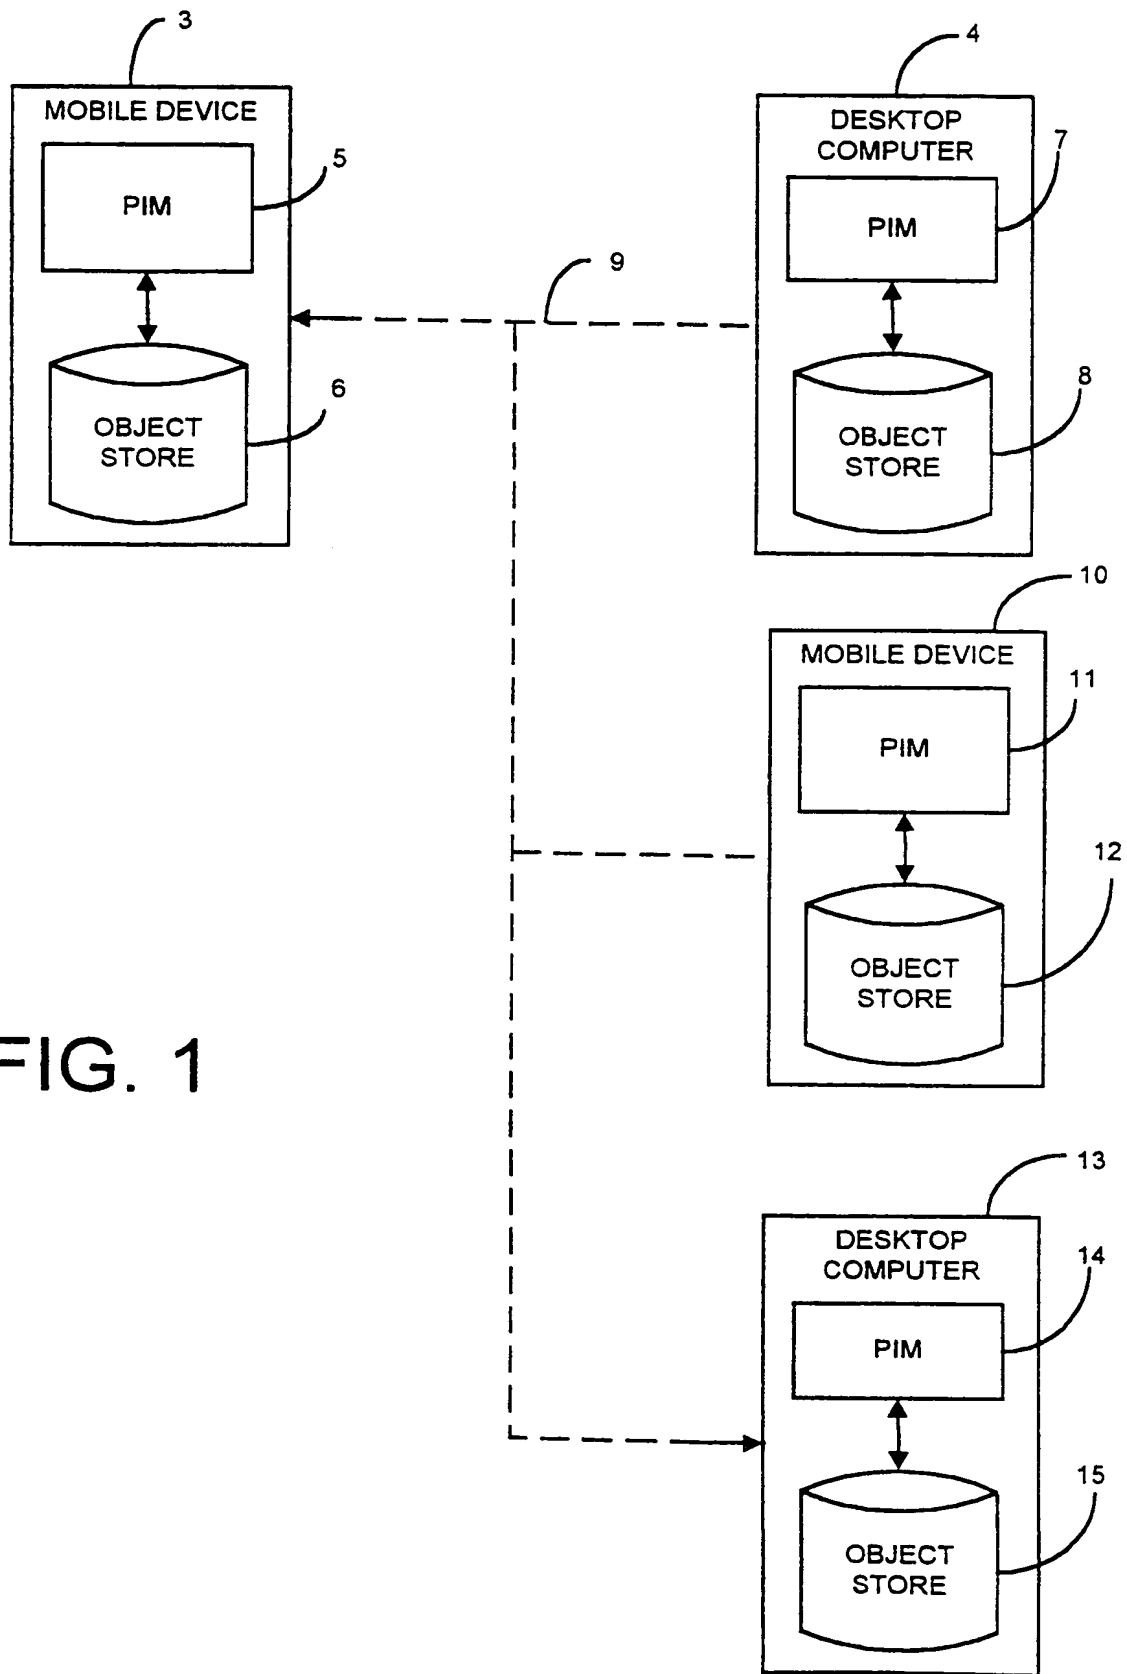 3
MOBILE DEVICE
PIM
5
OBJECT
STORE
6
4
DESKTOP
COMPUTER
7
PIM
9
8
OBJECT
STORE
10
MOBILE DEVICE
11
PIM
12
OBJECT
STORE
FIG. 1
13
DESKTOP
COMPUTER
14
PIM
15
OBJECT
STORE